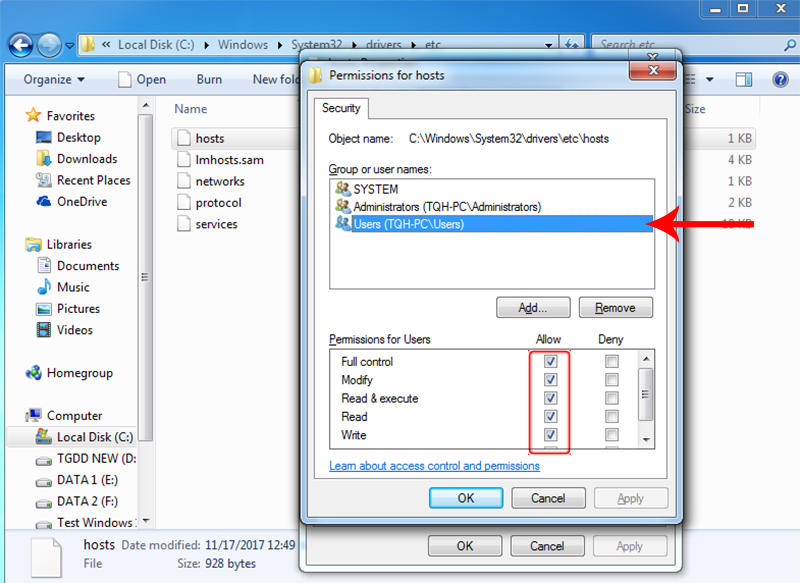 « Local Disk (C:) ▸ Windows ▸ System32 ▸ drivers ▸ etc
Search etc
Organize
Open
Burn
New fold
Permissions for hosts
Favorites
Desktop
Downloads
Recent Places
OneDrive
Libraries
Documents
Music
Pictures
Videos
Homegroup
Computer
Local Disk (C:)
TGDD NEW (D:
DATA 1 (E:)
DATA 2 (F:)
Test Windows
Name
Size
hosts
1 KB
lmhosts.sam
4 KB
networks
1 KB
protocol
2 KB
services
Security
Object name: C:\Windows\System32\drivers\etc\hosts
Group or user names:
SYSTEM
Administrators (TQH-PC\Administrators)
Users (TQH-PC\Users)
Add...
Remove
Permissions for Users
Allow
Deny
Full control
Modify
Read & execute
Read
Write
Learn about access control and permissions
OK
Cancel
Apply
OK
Cancel
Apply
hosts Date modified: 11/17/2017 12:49
File Size: 928 bytes